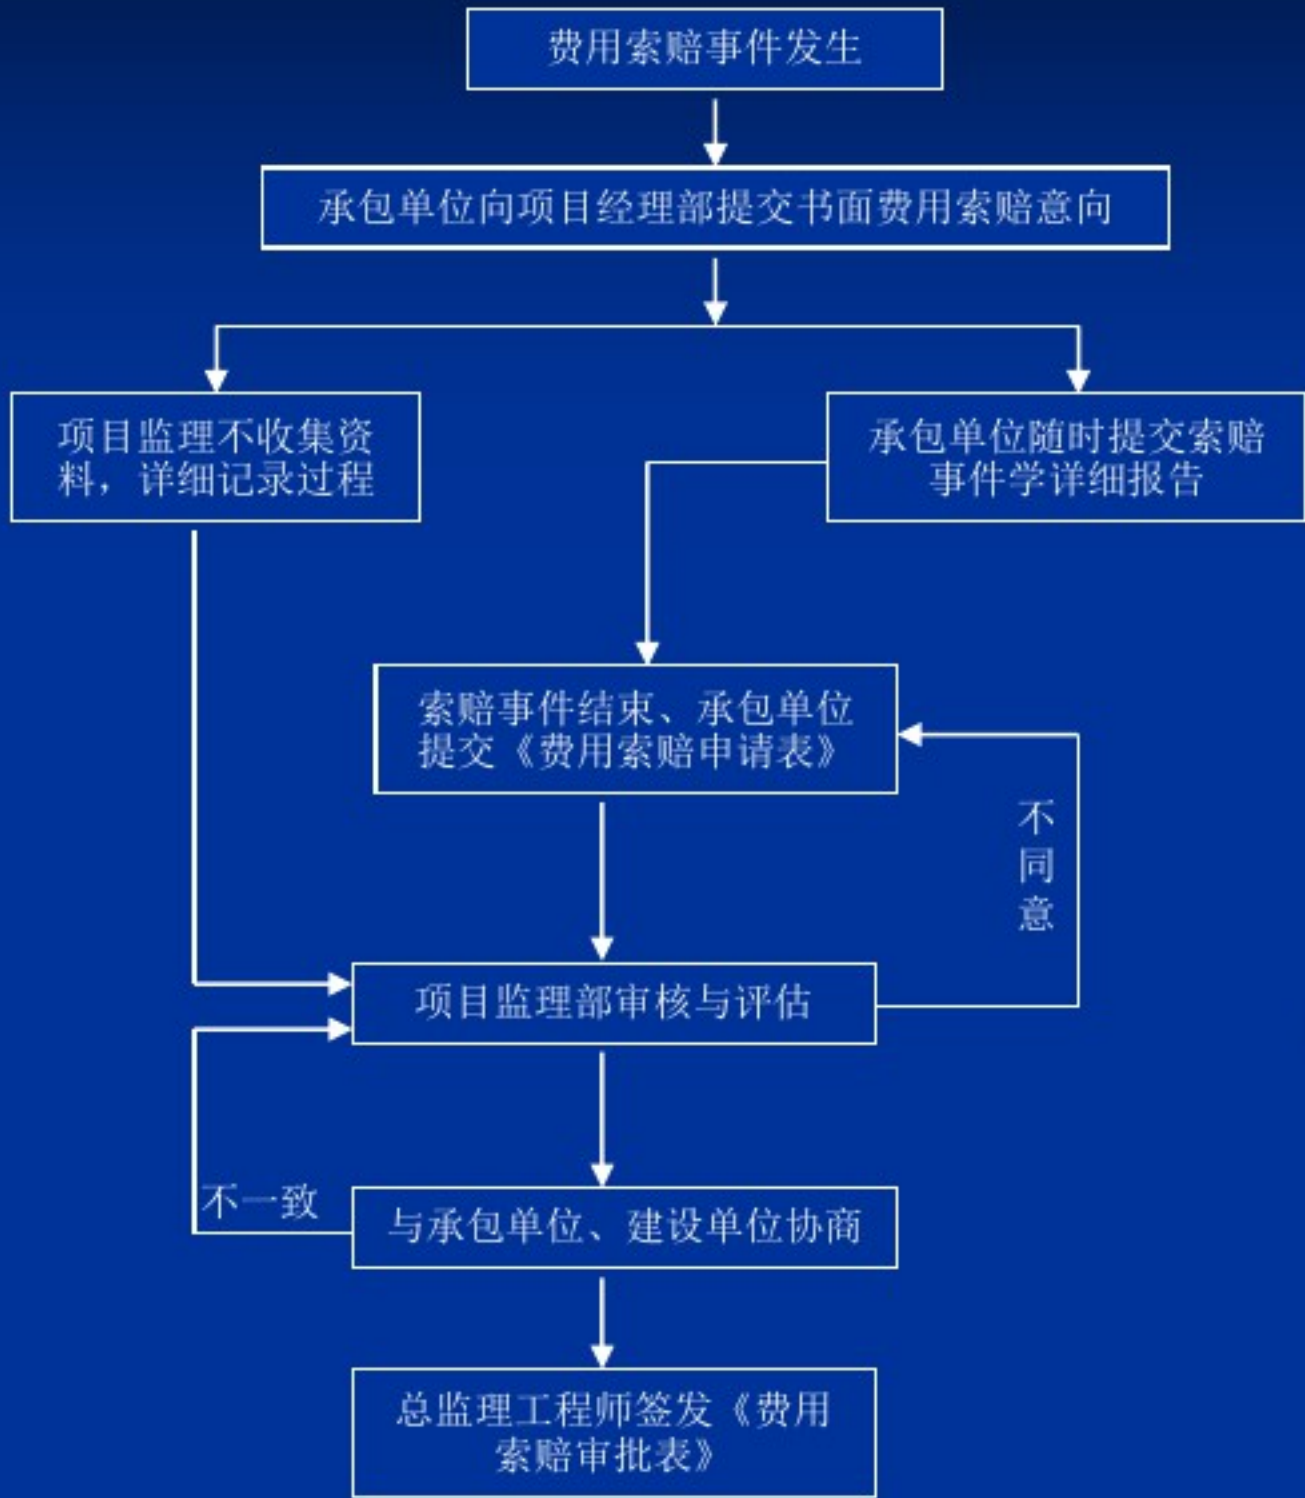 费用索赔事件发生
承包单位向项目经理部提交书面费用索赔意向
项目监理不收集资
料，详细记录过程
承包单位随时提交索赔
事件学详细报告
索赔事件结束、承包单位
提交《费用索赔申请表》
不
同
意
项目监理部审核与评估
不一致
与承包单位、建设单位协商
总监理工程师签发《费用
索赔审批表》